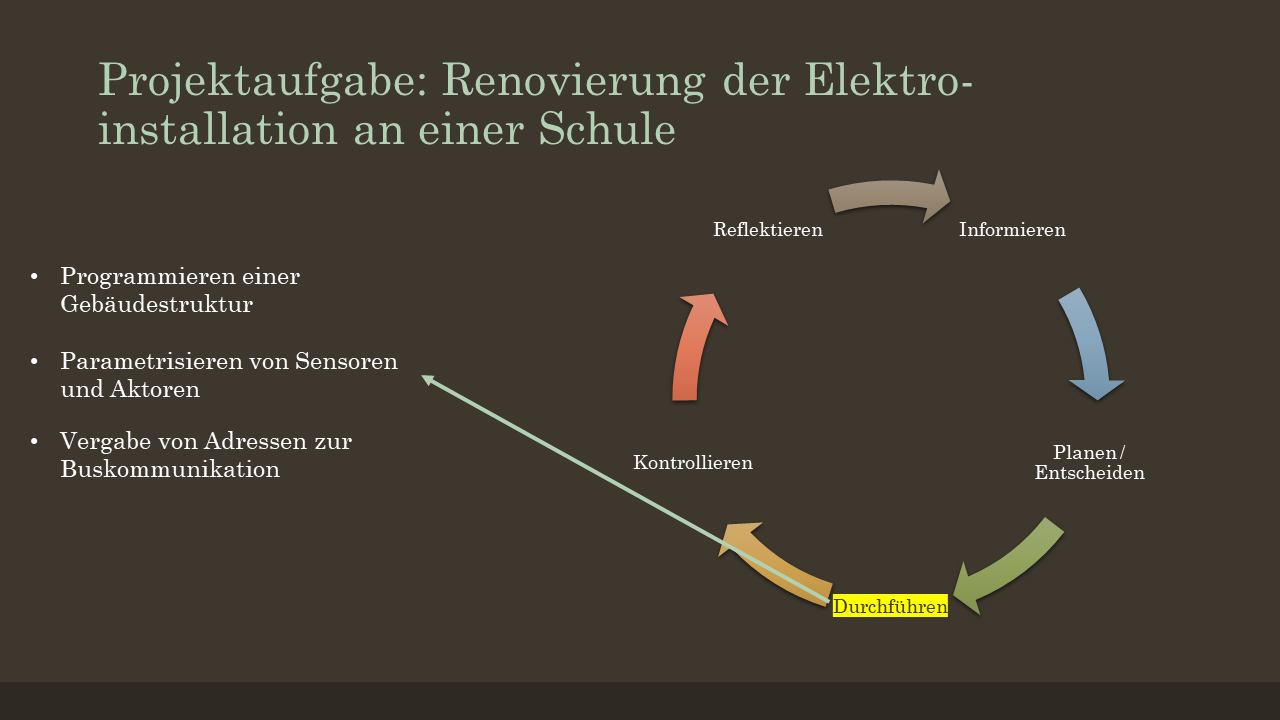 Projektaufgabe: Renovierung der Elektro-
installation an einer Schule
• Programmieren einer
Gebäudestruktur
• Parametrisieren von Sensoren
und Aktoren
• Vergabe von Adressen zur
Buskommunikation
Reflektieren
Informieren
Planen /
Entscheiden
Durchführen
Kontrollieren